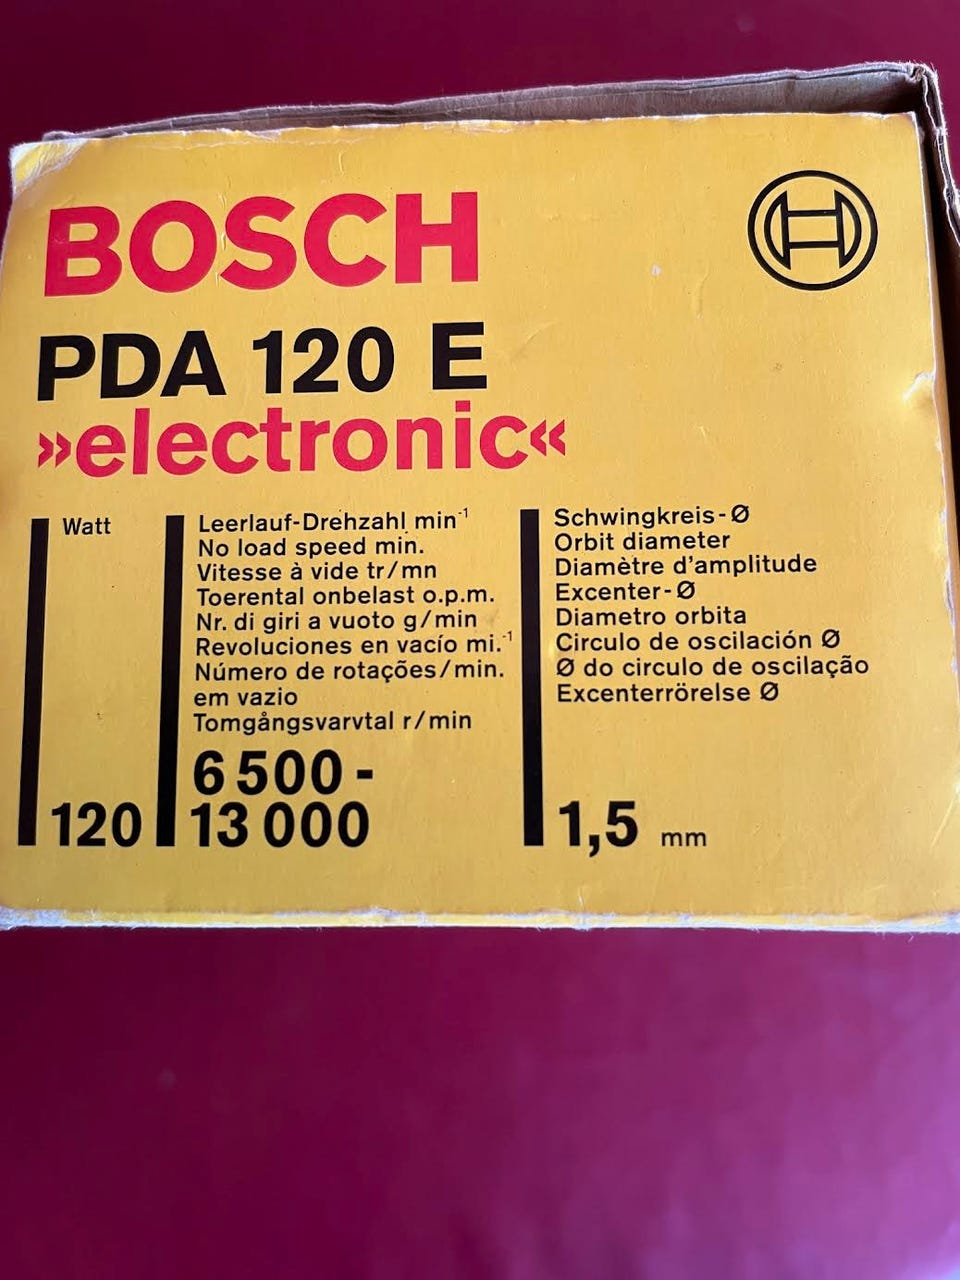 BOSCH
PDA 120 E
»electronic«
Watt
120
Leerlauf-Drehzahl min⁻¹
No load speed min.
Vitesse à vide tr/mn
Toerental onbelast o.p.m.
Nr. di giri a vuoto g/min
Revoluciones en vacío mi.⁻¹
Número de rotações/min.
em vazio
Tomgångsvarvtal r/min
6 500 -
13 000
Schwingkreis-Ø
Orbit diameter
Diamètre d'amplitude
Excenter-Ø
Diametro orbita
Circulo de oscilación Ø
Ø do circulo de oscilação
Excenterrörelse Ø
1,5 mm